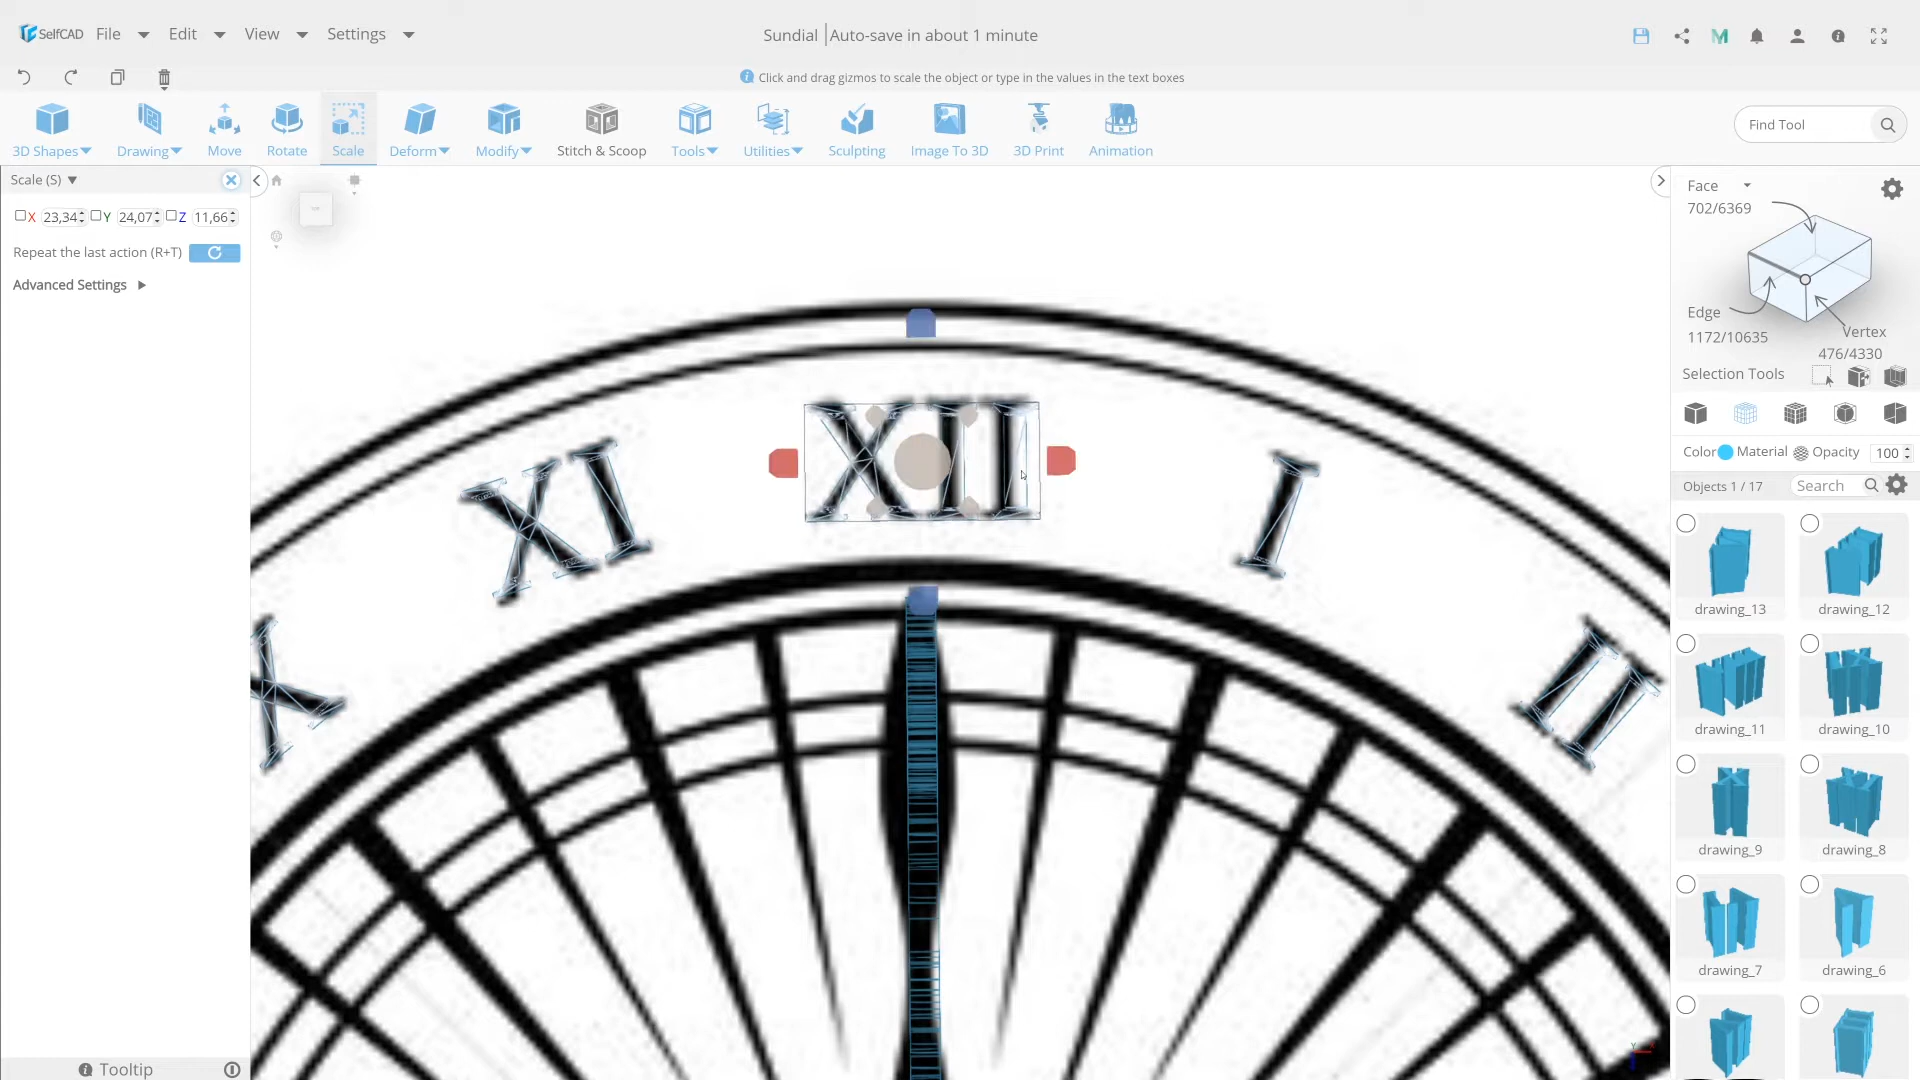 SelfCAD File Edit View Settings
Sundial Auto-save in about 1 minute
Click and drag gizmos to scale the object or type in the values in the text boxes
3D Shapes Drawing Move Rotate Scale Deform Modify Stitch & Scoop Tools Utilities Sculpting Image To 3D 3D Print Animation
Find Tool
Scale (S)
X 23,34 Y 24,07 Z 11,66
Repeat the last action (R+T)
Advanced Settings
Face
702/6369
Edge
1172/10635
Vertex
476/4330
Selection Tools
Color Material Opacity 100
Objects 1 / 17 Search
drawing_13 drawing_12
drawing_11 drawing_10
drawing_9 drawing_8
drawing_7 drawing_6
X XI XII I II
Tooltip